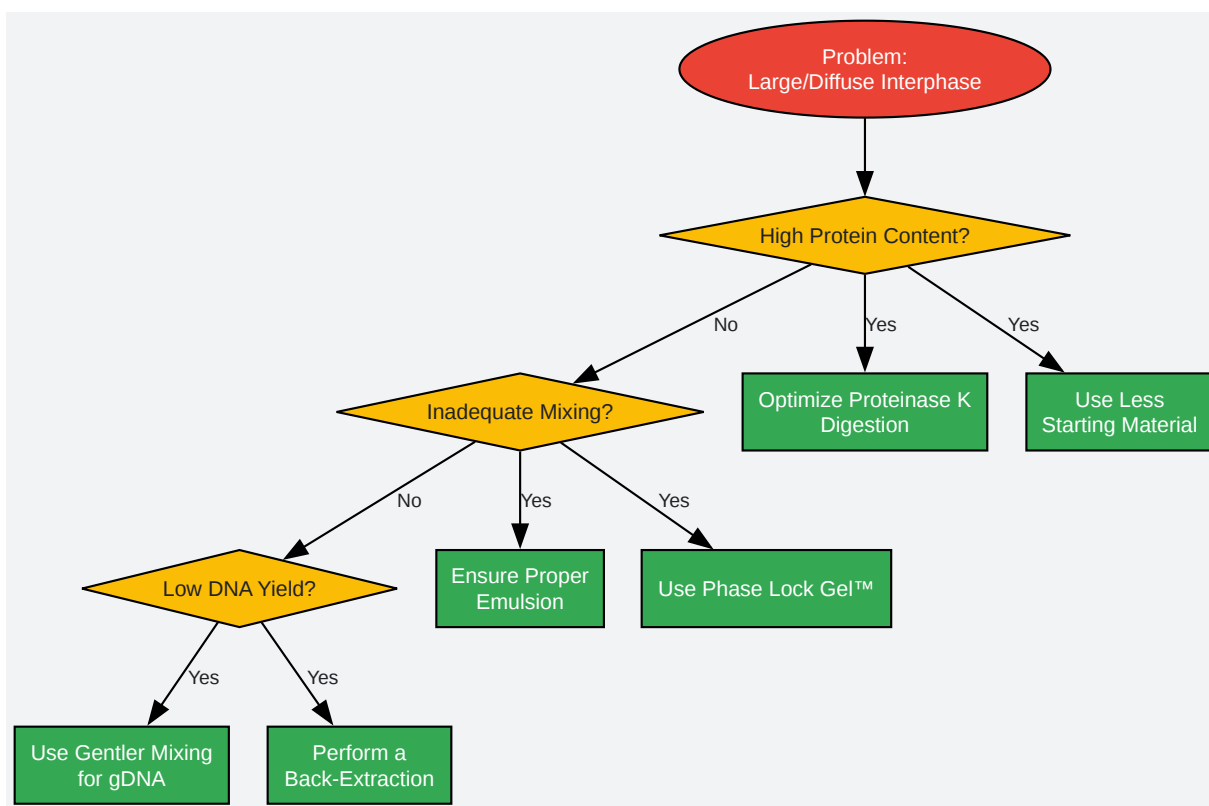 Problem:
Large/Diffuse Interphase
High Protein Content?
No
Yes
Yes
Inadequate Mixing?
Optimize Proteinase K
Digestion
Use Less
Starting Material
No
Yes
Yes
Low DNA Yield?
Ensure Proper
Emulsion
Use Phase Lock Gel™
Yes
Yes
Use Gentler Mixing
for gDNA
Perform a
Back-Extraction